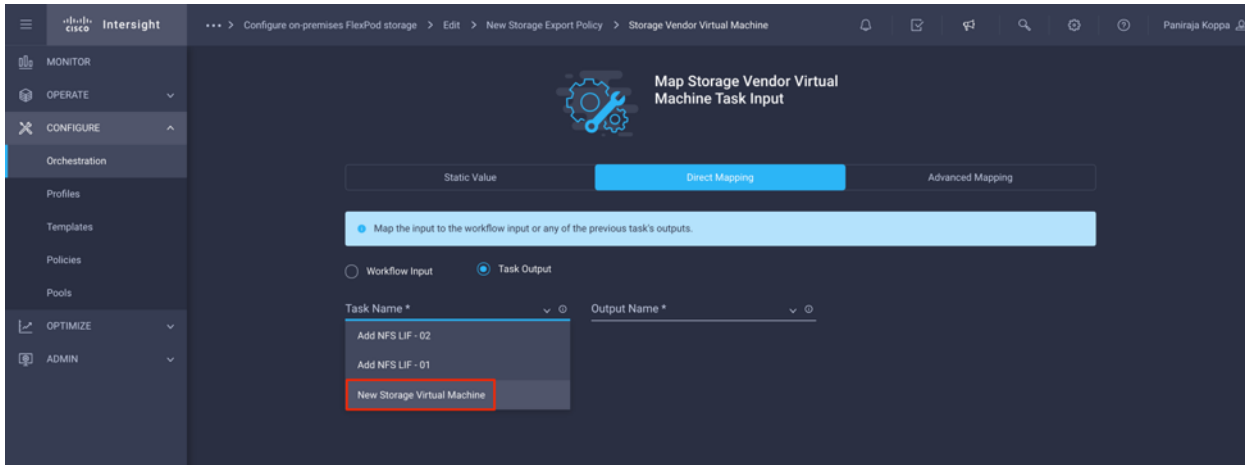 cisco Intersight
••• > Configure on-premises FlexPod storage > Edit > New Storage Export Policy > Storage Vendor Virtual Machine
Paniraja Koppa
MONITOR
OPERATE
CONFIGURE
Orchestration
Profiles
Templates
Policies
Pools
OPTIMIZE
ADMIN
Map Storage Vendor Virtual
Machine Task Input
Static Value
Direct Mapping
Advanced Mapping
Map the input to the workflow input or any of the previous task's outputs.
Workflow Input
Task Output
Task Name *
Output Name *
Add NFS LIF - 02
Add NFS LIF - 01
New Storage Virtual Machine